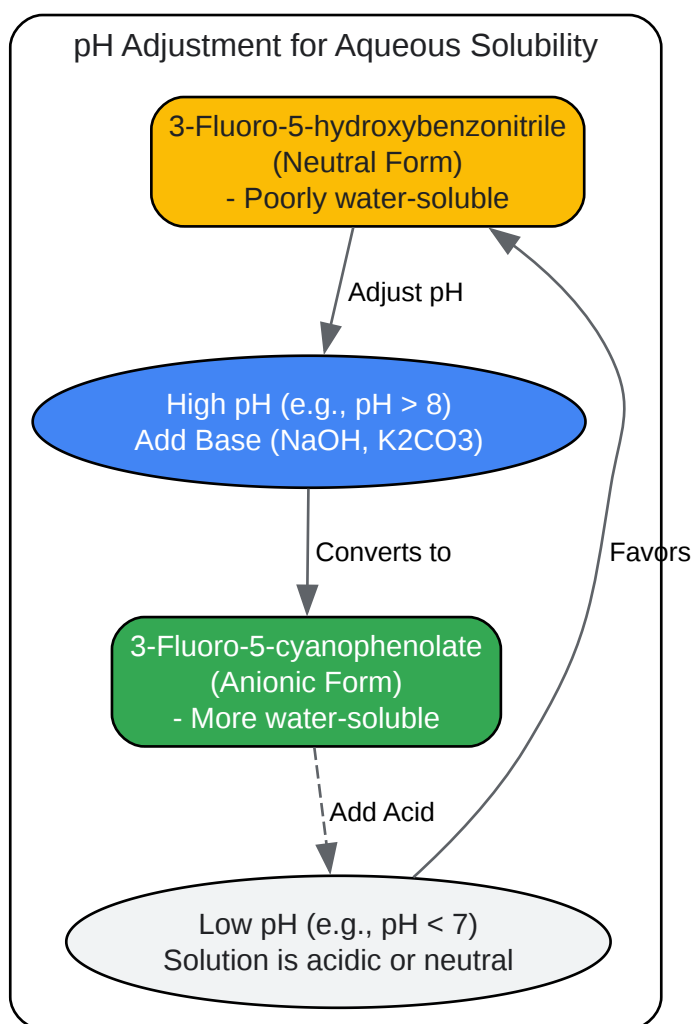 pH Adjustment for Aqueous Solubility
3-Fluoro-5-hydroxybenzonitrile
(Neutral Form)
- Poorly water-soluble
Adjust pH
High pH (e.g., pH > 8)
Add Base (NaOH, K2CO3)
Converts to
Favors
3-Fluoro-5-cyanophenolate
(Anionic Form)
- More water-soluble
Add Acid
Low pH (e.g., pH < 7)
Solution is acidic or neutral